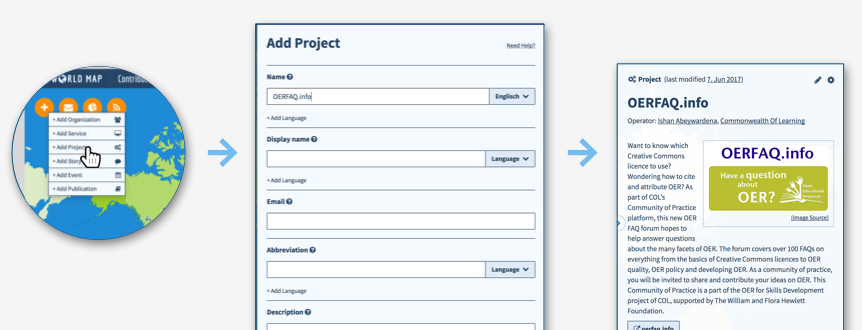 WORLD MAP
+ Add Organization
+ Add Service
+ Add Project
+ Add Event
+ Add Publication
Add Project
Need Help?
Name
OERFAQ.info
Englisch
+ Add Language
Display name
Language
+ Add Language
Email
Abbreviation
Language
+ Add Language
Description
Project (last modified 7. Jun 2017)
OERFAQ.info
Operator: Ishan Abeywardena, Commonwealth Of Learning
Want to know which
Creative Commons
licence to use?
Wondering how to cite
and attribute OER? As
part of COL's
Community of Practice
platform, this new OER
FAQ forum hopes to
help answer questions
OERFAQ.info
Have a question
about
OER?
Open
Educational
Resources
(Image Source)
about the many facets of OER. The forum covers over 100 FAQs on
everything from the basics of Creative Commons licences to OER
quality, OER policy and developing OER. As a community of practice,
you will be invited to share and contribute your ideas on OER. This
Community of Practice is a part of the OER for Skills Development
project of COL, supported by The William and Flora Hewlett
Foundation.
oerfaq.info